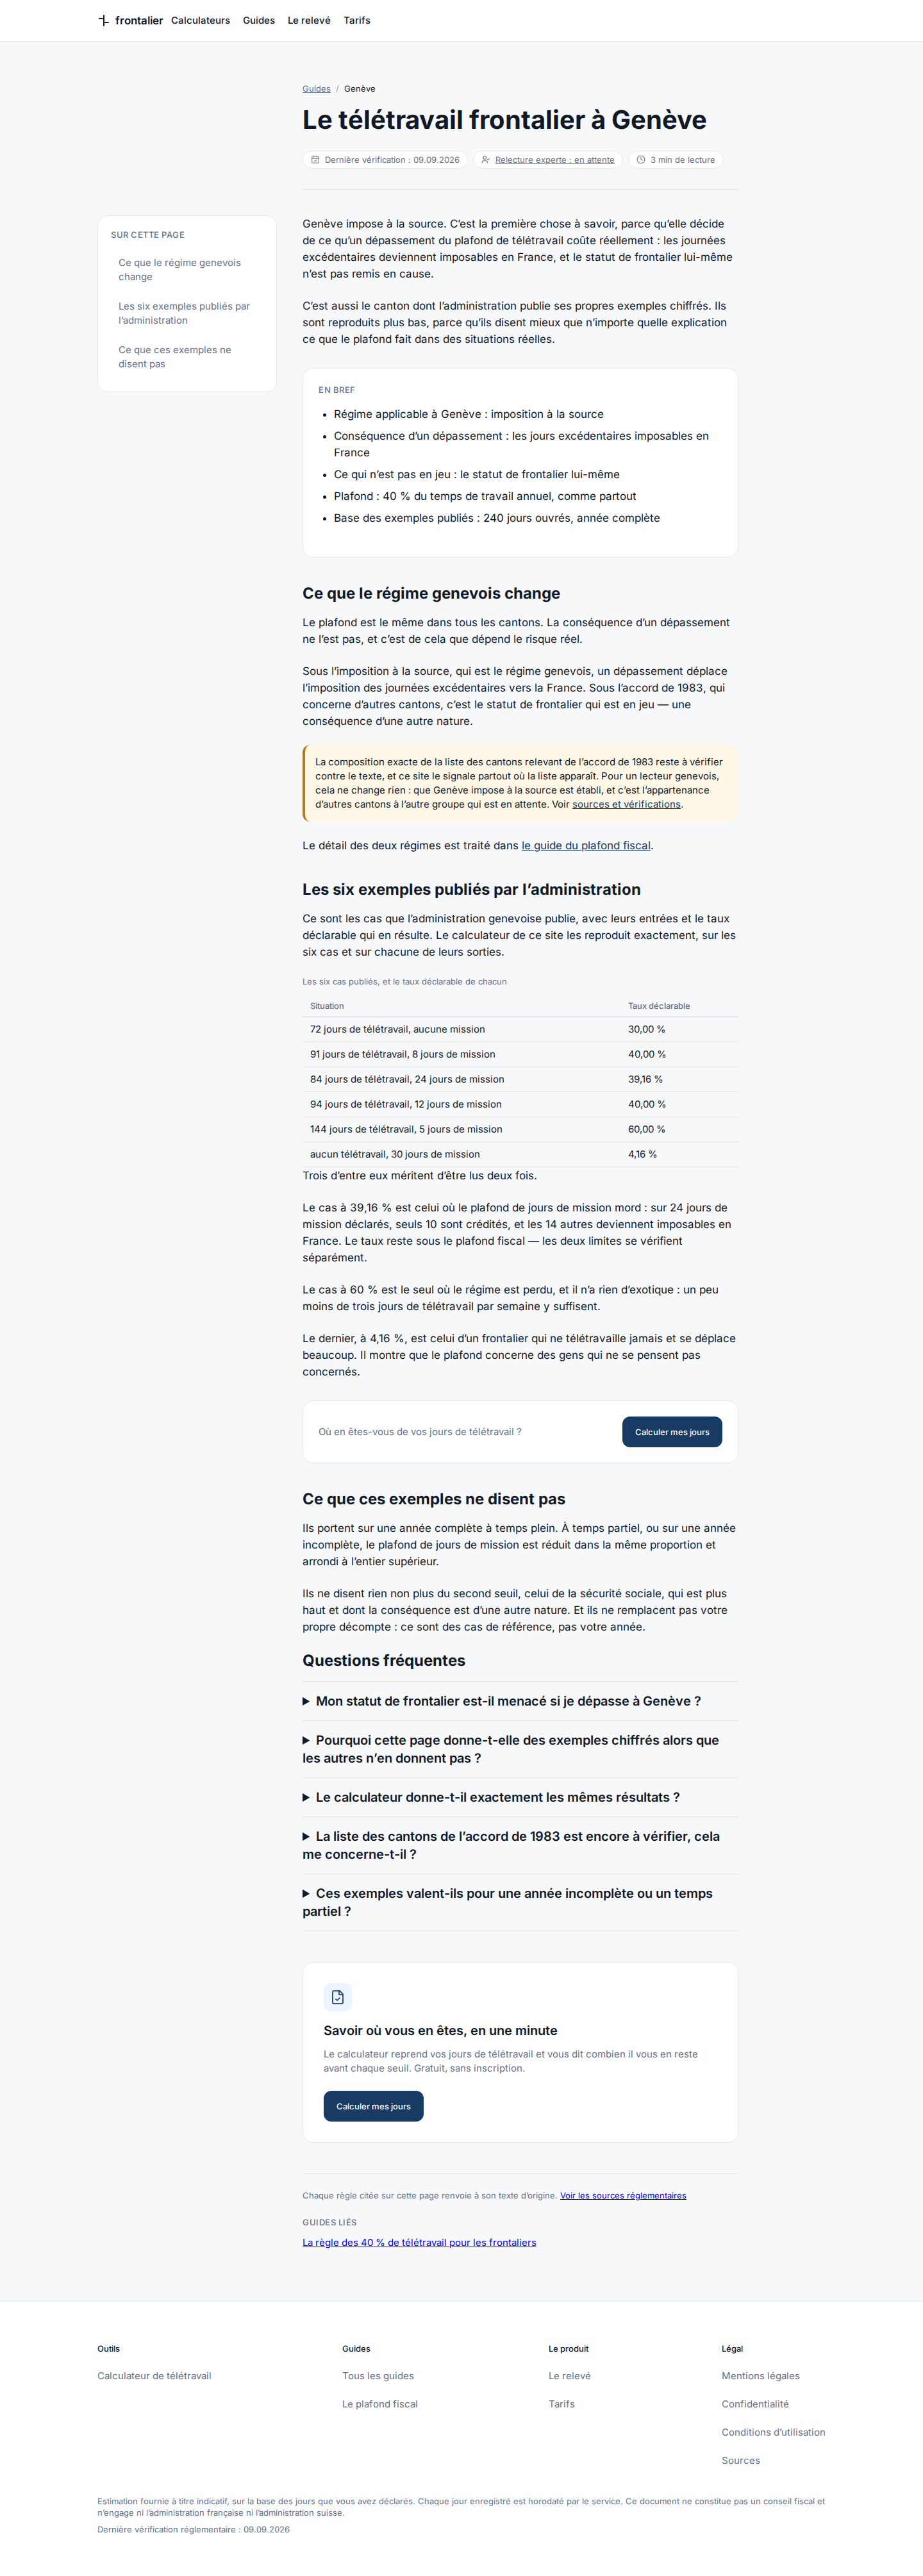 frontalier Calculateurs Guides Le relevé Tarifs
Guides / Genève
Le télétravail frontalier à Genève
Dernière vérification : 09.09.2026 Relecture experte : en attente 3 min de lecture
SUR CETTE PAGE
Ce que le régime genevois
change
Les six exemples publiés par
l’administration
Ce que ces exemples ne
disent pas
Genève impose à la source. C’est la première chose à savoir, parce qu’elle décide
de ce qu’un dépassement du plafond de télétravail coûte réellement : les journées
excédentaires deviennent imposables en France, et le statut de frontalier lui-même
n’est pas remis en cause.
C’est aussi le canton dont l’administration publie ses propres exemples chiffrés. Ils
sont reproduits plus bas, parce qu’ils disent mieux que n’importe quelle explication
ce que le plafond fait dans des situations réelles.
EN BREF
• Régime applicable à Genève : imposition à la source
• Conséquence d’un dépassement : les jours excédentaires imposables en
France
• Ce qui n’est pas en jeu : le statut de frontalier lui-même
• Plafond : 40 % du temps de travail annuel, comme partout
• Base des exemples publiés : 240 jours ouvrés, année complète
Ce que le régime genevois change
Le plafond est le même dans tous les cantons. La conséquence d’un dépassement
ne l’est pas, et c’est de cela que dépend le risque réel.
Sous l’imposition à la source, qui est le régime genevois, un dépassement déplace
l’imposition des journées excédentaires vers la France. Sous l’accord de 1983, qui
concerne d’autres cantons, c’est le statut de frontalier qui est en jeu — une
conséquence d’une autre nature.
La composition exacte de la liste des cantons relevant de l’accord de 1983 reste à vérifier
contre le texte, et ce site le signale partout où la liste apparaît. Pour un lecteur genevois,
cela ne change rien : que Genève impose à la source est établi, et c’est l’appartenance
d’autres cantons à l’autre groupe qui est en attente. Voir sources et vérifications.
Le détail des deux régimes est traité dans le guide du plafond fiscal.
Les six exemples publiés par l’administration
Ce sont les cas que l’administration genevoise publie, avec leurs entrées et le taux
déclarable qui en résulte. Le calculateur de ce site les reproduit exactement, sur les
six cas et sur chacune de leurs sorties.
Les six cas publiés, et le taux déclarable de chacun
Situation Taux déclarable
72 jours de télétravail, aucune mission 30,00 %
91 jours de télétravail, 8 jours de mission 40,00 %
84 jours de télétravail, 24 jours de mission 39,16 %
94 jours de télétravail, 12 jours de mission 40,00 %
144 jours de télétravail, 5 jours de mission 60,00 %
aucun télétravail, 30 jours de mission 4,16 %
Trois d’entre eux méritent d’être lus deux fois.
Le cas à 39,16 % est celui où le plafond de jours de mission mord : sur 24 jours de
mission déclarés, seuls 10 sont crédités, et les 14 autres deviennent imposables en
France. Le taux reste sous le plafond fiscal — les deux limites se vérifient
séparément.
Le cas à 60 % est le seul où le régime est perdu, et il n’a rien d’exotique : un peu
moins de trois jours de télétravail par semaine y suffisent.
Le dernier, à 4,16 %, est celui d’un frontalier qui ne télétravaille jamais et se déplace
beaucoup. Il montre que le plafond concerne des gens qui ne se pensent pas
concernés.
Où en êtes-vous de vos jours de télétravail ? Calculer mes jours
Ce que ces exemples ne disent pas
Ils portent sur une année complète à temps plein. À temps partiel, ou sur une année
incomplète, le plafond de jours de mission est réduit dans la même proportion et
arrondi à l’entier supérieur.
Ils ne disent rien non plus du second seuil, celui de la sécurité sociale, qui est plus
haut et dont la conséquence est d’une autre nature. Et ils ne remplacent pas votre
propre décompte : ce sont des cas de référence, pas votre année.
Questions fréquentes
▶ Mon statut de frontalier est-il menacé si je dépasse à Genève ?
▶ Pourquoi cette page donne-t-elle des exemples chiffrés alors que
les autres n’en donnent pas ?
▶ Le calculateur donne-t-il exactement les mêmes résultats ?
▶ La liste des cantons de l’accord de 1983 est encore à vérifier, cela
me concerne-t-il ?
▶ Ces exemples valent-ils pour une année incomplète ou un temps
partiel ?
Savoir où vous en êtes, en une minute
Le calculateur reprend vos jours de télétravail et vous dit combien il vous en reste
avant chaque seuil. Gratuit, sans inscription.
Calculer mes jours
Chaque règle citée sur cette page renvoie à son texte d’origine. Voir les sources réglementaires
GUIDES LIÉS
La règle des 40 % de télétravail pour les frontaliers
Outils Guides Le produit Légal
Calculateur de télétravail Tous les guides Le relevé Mentions légales
Le plafond fiscal Tarifs Confidentialité
Conditions d’utilisation
Sources
Estimation fournie à titre indicatif, sur la base des jours que vous avez déclarés. Chaque jour enregistré est horodaté par le service. Ce document ne constitue pas un conseil fiscal et
n’engage ni l’administration française ni l’administration suisse.
Dernière vérification réglementaire : 09.09.2026